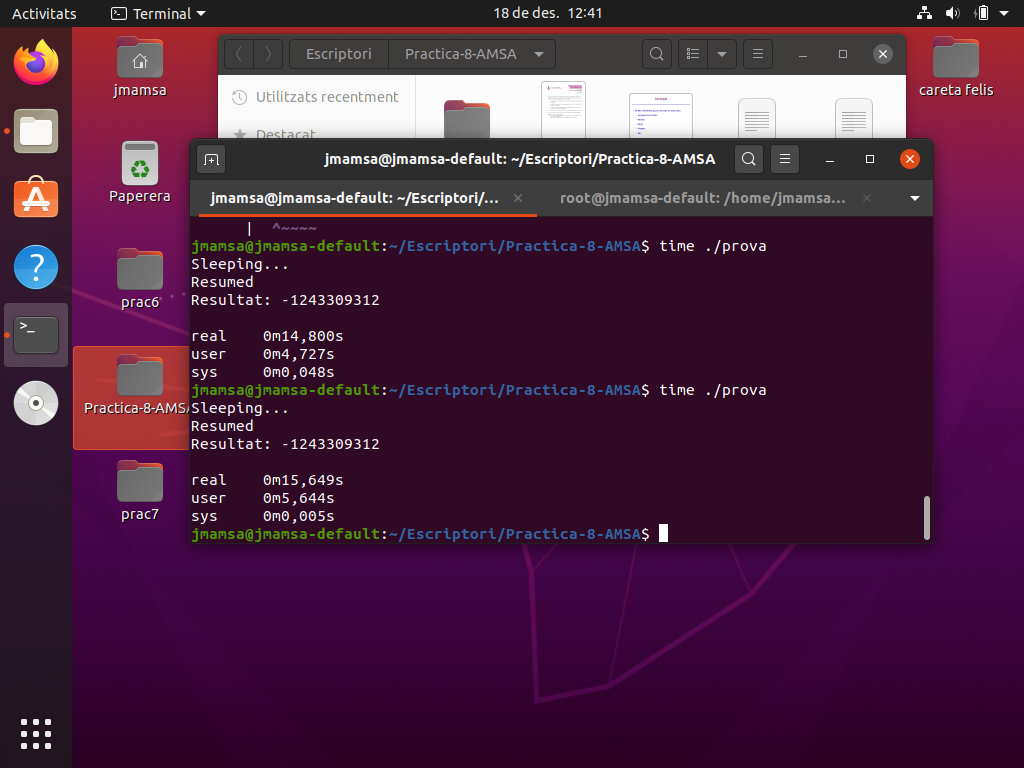 Activitats
Terminal
18 de des. 12:41
jmamsa
Paperera
prac6
Practica-8-AMSA
prac7
careta felis
Escriptori
Practica-8-AMSA
Utilitzats recentment
Destacat
jmamsa@jmamsa-default: ~/Escriptori/Practica-8-AMSA
jmamsa@jmamsa-default: ~/Escriptori/...
root@jmamsa-default: /home/jmamsa...
| ^~~~~
jmamsa@jmamsa-default:~/Escriptori/Practica-8-AMSA$ time ./prova
Sleeping...
Resumed
Resultat: -1243309312
real 0m14,800s
user 0m4,727s
sys 0m0,048s
jmamsa@jmamsa-default:~/Escriptori/Practica-8-AMSA$ time ./prova
Sleeping...
Resumed
Resultat: -1243309312
real 0m15,649s
user 0m5,644s
sys 0m0,005s
jmamsa@jmamsa-default:~/Escriptori/Practica-8-AMSA$